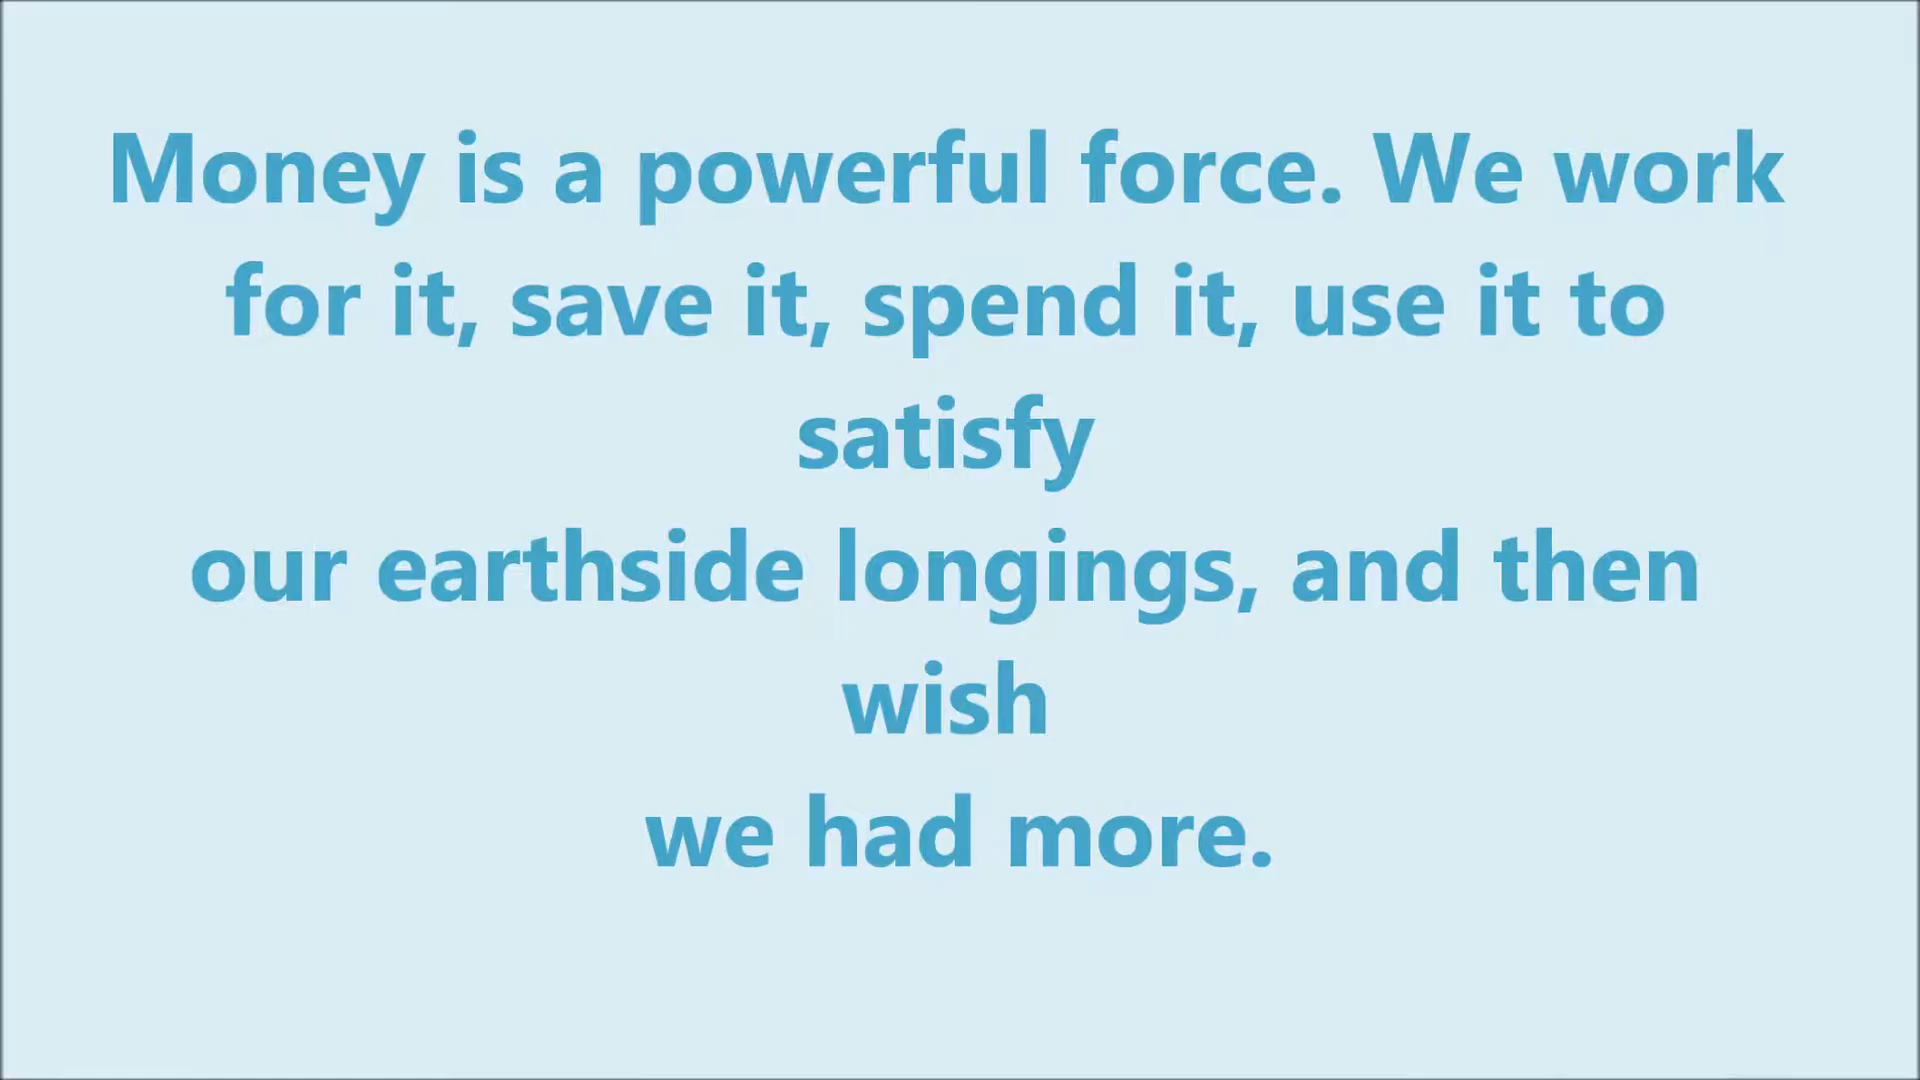 Money is a powerful force. We work
for it, save it, spend it, use it to
satisfy
our earthside longings, and then
wish
we had more.